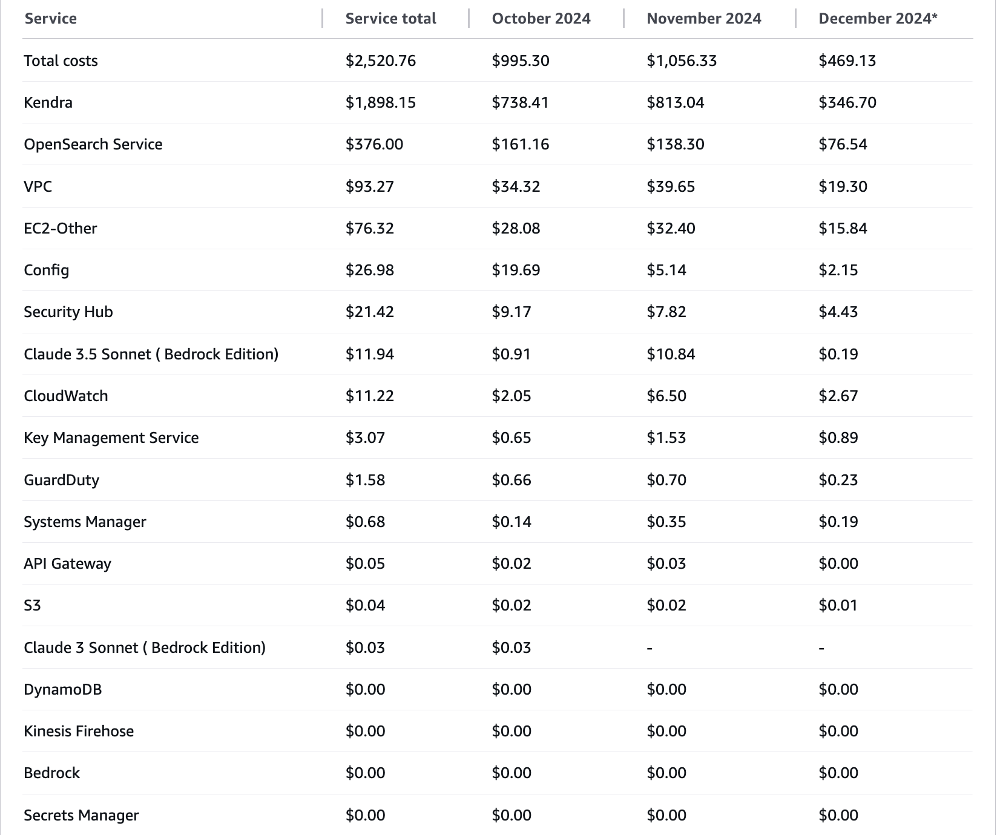 Service Service total October 2024 November 2024 December 2024*
Total costs $2,520.76 $995.30 $1,056.33 $469.13
Kendra $1,898.15 $738.41 $813.04 $346.70
OpenSearch Service $376.00 $161.16 $138.30 $76.54
VPC $93.27 $34.32 $39.65 $19.30
EC2-Other $76.32 $28.08 $32.40 $15.84
Config $26.98 $19.69 $5.14 $2.15
Security Hub $21.42 $9.17 $7.82 $4.43
Claude 3.5 Sonnet ( Bedrock Edition) $11.94 $0.91 $10.84 $0.19
CloudWatch $11.22 $2.05 $6.50 $2.67
Key Management Service $3.07 $0.65 $1.53 $0.89
GuardDuty $1.58 $0.66 $0.70 $0.23
Systems Manager $0.68 $0.14 $0.35 $0.19
API Gateway $0.05 $0.02 $0.03 $0.00
S3 $0.04 $0.02 $0.02 $0.01
Claude 3 Sonnet ( Bedrock Edition) $0.03 $0.03 - -
DynamoDB $0.00 $0.00 $0.00 $0.00
Kinesis Firehose $0.00 $0.00 $0.00 $0.00
Bedrock $0.00 $0.00 $0.00 $0.00
Secrets Manager $0.00 $0.00 $0.00 $0.00